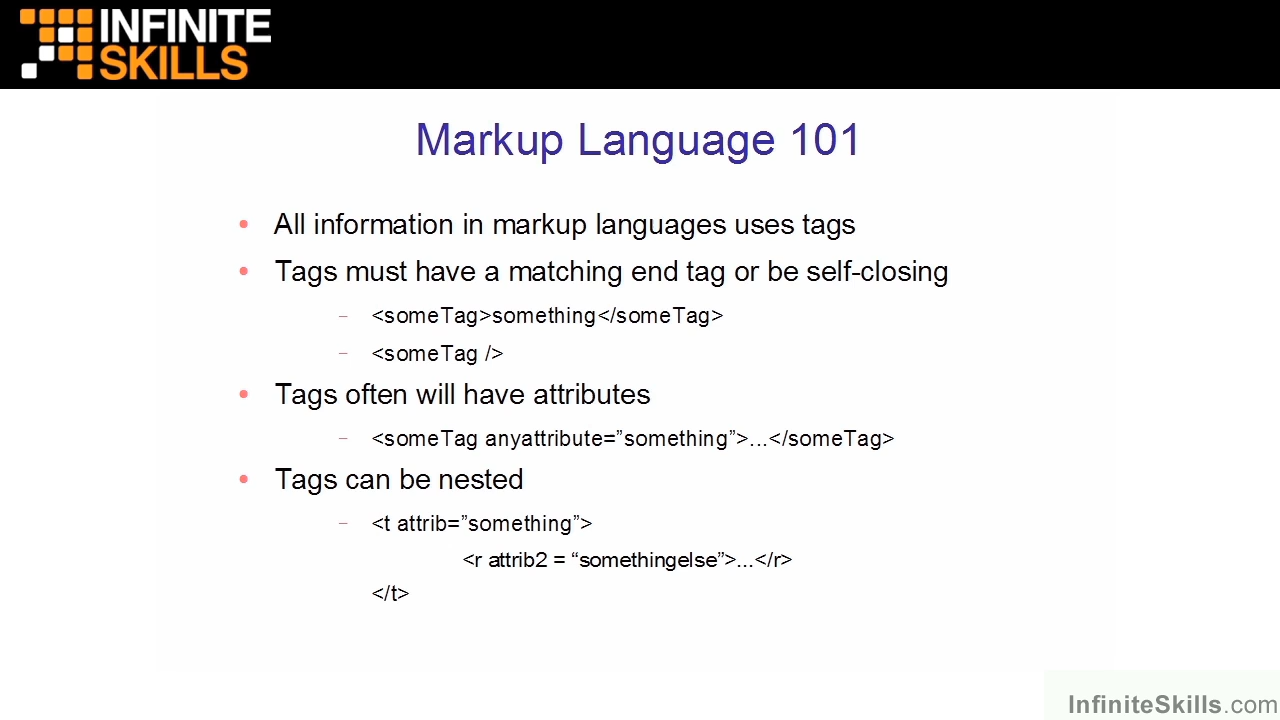 INFINITE
SKILLS
Markup Language 101
• All information in markup languages uses tags
• Tags must have a matching end tag or be self-closing
– <someTag>something</someTag>
– <someTag />
• Tags often will have attributes
– <someTag anyattribute=”something”>...</someTag>
• Tags can be nested
– <t attrib=”something”>
<r attrib2 = “somethingelse”>...</r>
</t>
InfiniteSkills.com